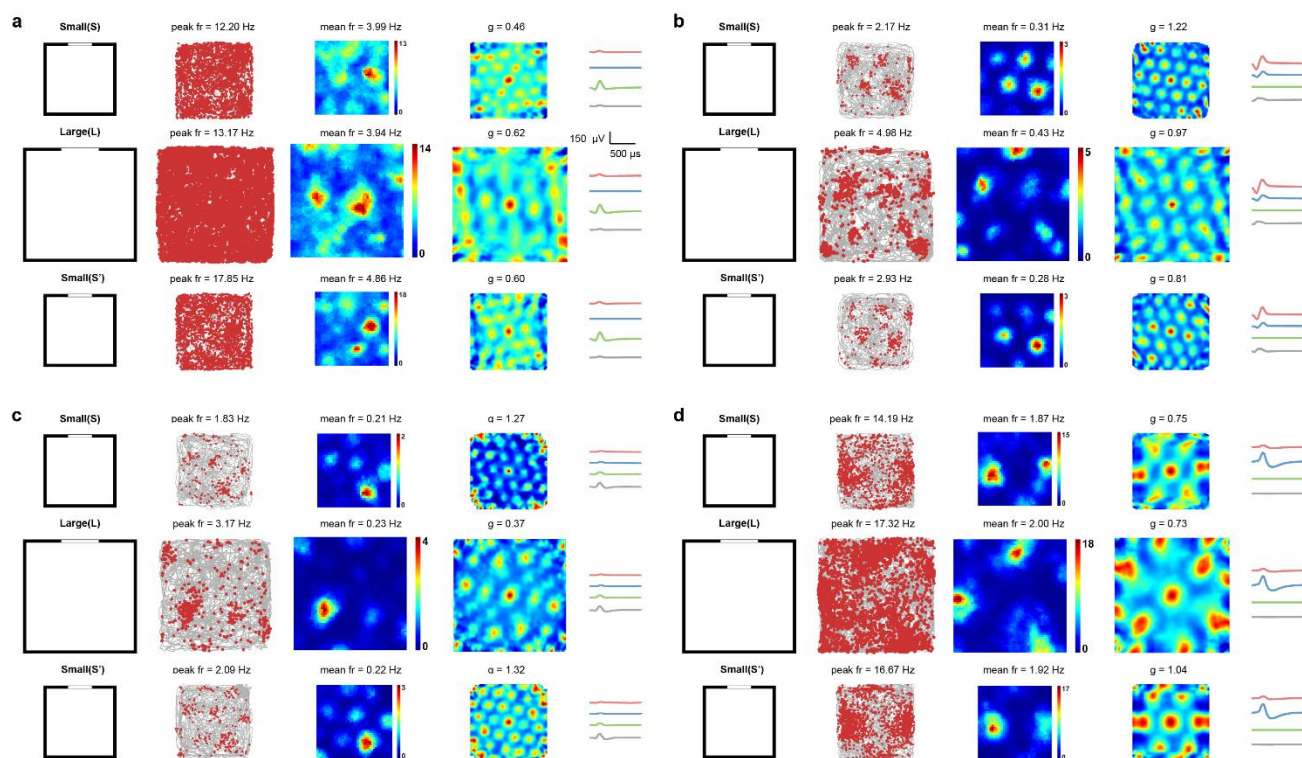 a
Small(S) peak fr = 12.20 Hz mean fr = 3.99 Hz g = 0.46
13
0
Large(L) peak fr = 13.17 Hz mean fr = 3.94 Hz g = 0.62
150 µV
500 µs
14
0
Small(S') peak fr = 17.85 Hz mean fr = 4.86 Hz g = 0.60
18
0
b
Small(S) peak fr = 2.17 Hz mean fr = 0.31 Hz g = 1.22
3
0
Large(L) peak fr = 4.98 Hz mean fr = 0.43 Hz g = 0.97
5
0
Small(S') peak fr = 2.93 Hz mean fr = 0.28 Hz g = 0.81
3
0
c
Small(S) peak fr = 1.83 Hz mean fr = 0.21 Hz g = 1.27
2
0
Large(L) peak fr = 3.17 Hz mean fr = 0.23 Hz g = 0.37
4
0
Small(S') peak fr = 2.09 Hz mean fr = 0.22 Hz g = 1.32
3
0
d
Small(S) peak fr = 14.19 Hz mean fr = 1.87 Hz g = 0.75
15
0
Large(L) peak fr = 17.32 Hz mean fr = 2.00 Hz g = 0.73
18
0
Small(S') peak fr = 16.67 Hz mean fr = 1.92 Hz g = 1.04
17
0